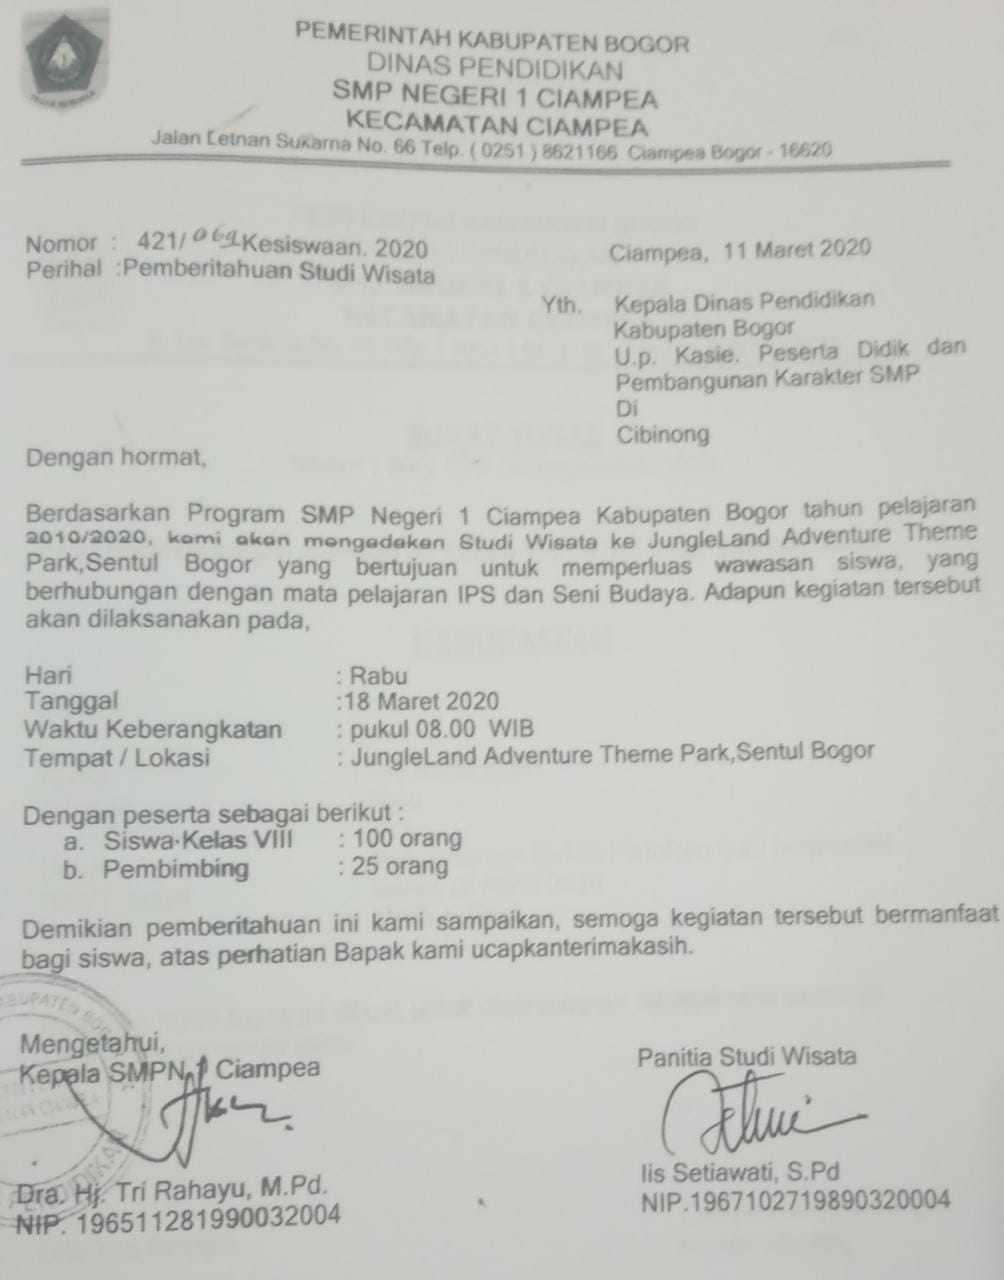 PEMERINTAH KABUPATEN BOGOR
DINAS PENDIDIKAN
SMP NEGERI 1 CIAMPEA
KECAMATAN CIAMPEA
Jalan Letnan Sukarna No. 66 Telp. ( 0251 ) 8621166 Ciampea Bogor - 16620
Nomor : 421/ 069 Kesiswaan. 2020
Perihal :Pemberitahuan Studi Wisata
Ciampea, 11 Maret 2020
Yth. Kepala Dinas Pendidikan
Kabupaten Bogor
U.p. Kasie. Peserta Didik dan
Pembangunan Karakter SMP
Di
Cibinong
Dengan hormat,
Berdasarkan Program SMP Negeri 1 Ciampea Kabupaten Bogor tahun pelajaran
2010/2020, kami akan mengadakan Studi Wisata ke JungleLand Adventure Theme
Park,Sentul Bogor yang bertujuan untuk memperluas wawasan siswa, yang
berhubungan dengan mata pelajaran IPS dan Seni Budaya. Adapun kegiatan tersebut
akan dilaksanakan pada,
Hari : Rabu
Tanggal :18 Maret 2020
Waktu Keberangkatan : pukul 08.00 WIB
Tempat / Lokasi : JungleLand Adventure Theme Park,Sentul Bogor
Dengan peserta sebagai berikut :
a. Siswa Kelas VIII : 100 orang
b. Pembimbing : 25 orang
Demikian pemberitahuan ini kami sampaikan, semoga kegiatan tersebut bermanfaat
bagi siswa, atas perhatian Bapak kami ucapkanterimakasih.
Mengetahui,
Kepala SMPN 1 Ciampea
Dra. Hj. Tri Rahayu, M.Pd.
NIP. 196511281990032004
Panitia Studi Wisata
Iis Setiawati, S.Pd
NIP.1967102719890320004